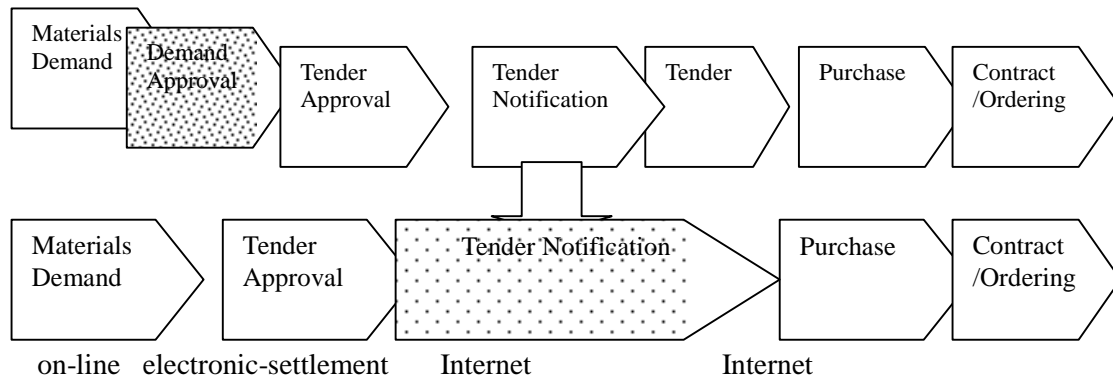 Materials
Demand
Demand
Approval
Tender
Approval
Tender
Notification
Tender
Purchase
Contract
/Ordering
Materials
Demand
Tender
Approval
Tender Notification
Purchase
Contract
/Ordering
on-line electronic-settlement Internet Internet